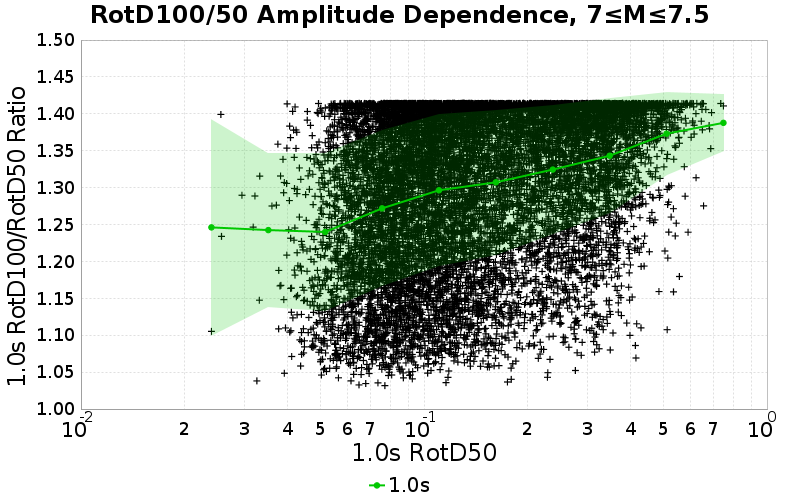 RotD100/50 Amplitude Dependence, 7≤M≤7.5
1.0s RotD100/RotD50 Ratio
1.50
1.45
1.40
1.35
1.30
1.25
1.20
1.15
1.10
1.05
1.00
10^-2 2 3 4 5 6 7 10^-1 2 3 4 5 6 7 10^0
1.0s RotD50
1.0s